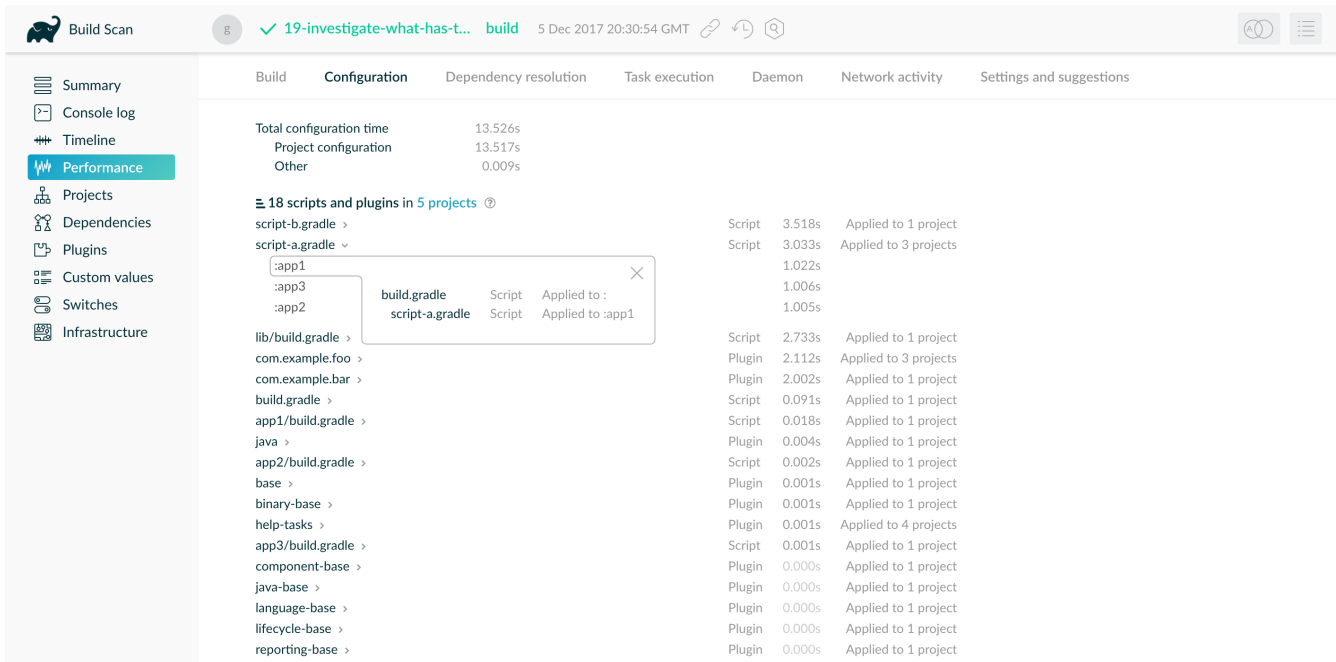 Build Scan
g
19-investigate-what-has-t... build 5 Dec 2017 20:30:54 GMT
A
Summary
Console log
Timeline
Performance
Projects
Dependencies
Plugins
Custom values
Switches
Infrastructure
Build Configuration Dependency resolution Task execution Daemon Network activity Settings and suggestions
Total configuration time 13.526s
Project configuration 13.517s
Other 0.009s
18 scripts and plugins in 5 projects ?
script-b.gradle Script 3.518s Applied to 1 project
script-a.gradle Script 3.033s Applied to 3 projects
:app1 1.022s
:app3 1.006s
:app2 1.005s
build.gradle Script Applied to :
script-a.gradle Script Applied to :app1
lib/build.gradle Script 2.733s Applied to 1 project
com.example.foo Plugin 2.112s Applied to 3 projects
com.example.bar Plugin 2.002s Applied to 1 project
build.gradle Script 0.091s Applied to 1 project
app1/build.gradle Script 0.018s Applied to 1 project
java Plugin 0.004s Applied to 1 project
app2/build.gradle Script 0.002s Applied to 1 project
base Plugin 0.001s Applied to 1 project
binary-base Plugin 0.001s Applied to 1 project
help-tasks Plugin 0.001s Applied to 4 projects
app3/build.gradle Script 0.001s Applied to 1 project
component-base Plugin 0.000s Applied to 1 project
java-base Plugin 0.000s Applied to 1 project
language-base Plugin 0.000s Applied to 1 project
lifecycle-base Plugin 0.000s Applied to 1 project
reporting-base Plugin 0.000s Applied to 1 project